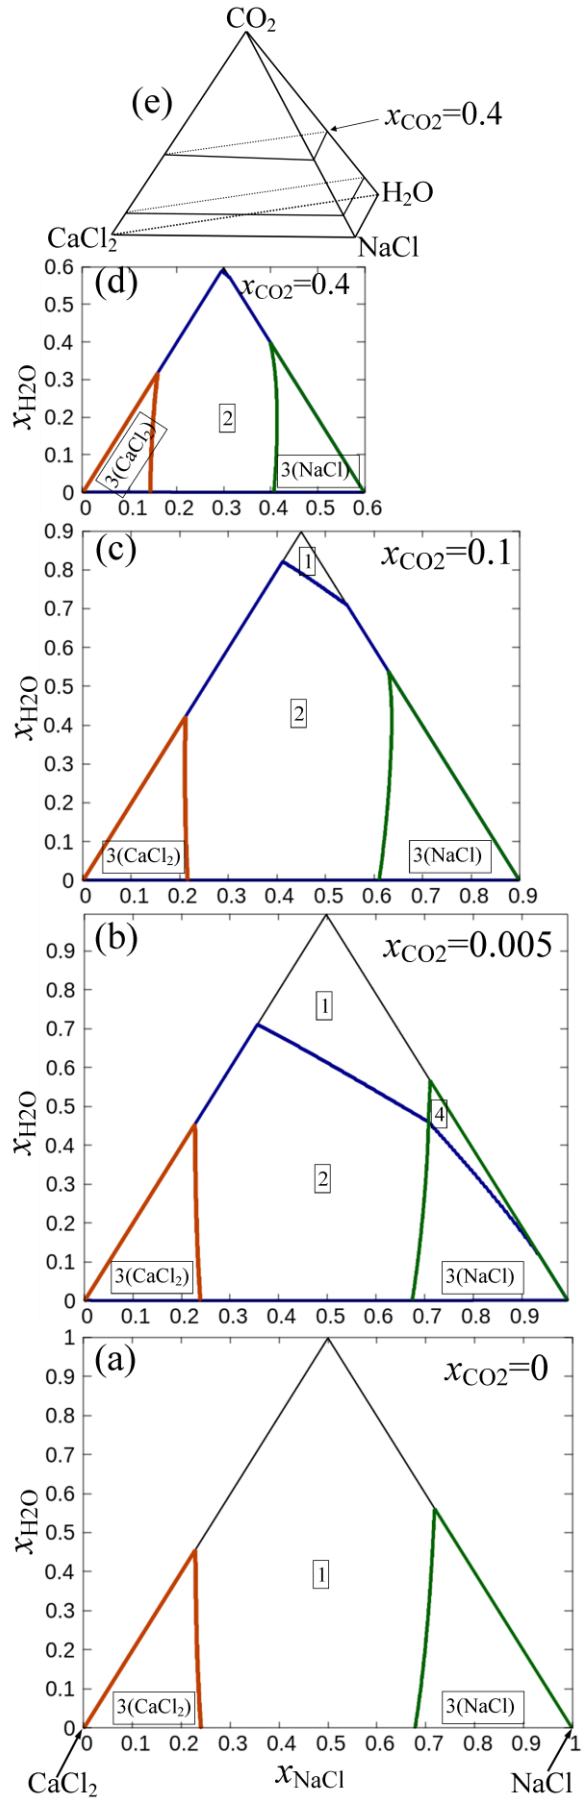 CO2
(e)
xCO2=0.4
H2O
CaCl2
NaCl
(d)
xCO2=0.4
0.6
0.5
0.4
0.3
0.2
0.1
0
xH2O
2
3(CaCl2)
3(NaCl)
0 0.1 0.2 0.3 0.4 0.5 0.6
(c)
xCO2=0.1
0.9
0.8
0.7
0.6
0.5
0.4
0.3
0.2
0.1
0
xH2O
1
2
3(CaCl2)
3(NaCl)
0 0.1 0.2 0.3 0.4 0.5 0.6 0.7 0.8 0.9
(b)
xCO2=0.005
0.9
0.8
0.7
0.6
0.5
0.4
0.3
0.2
0.1
0
xH2O
1
4
2
3(CaCl2)
3(NaCl)
0 0.1 0.2 0.3 0.4 0.5 0.6 0.7 0.8 0.9
(a)
xCO2=0
1
0.9
0.8
0.7
0.6
0.5
0.4
0.3
0.2
0.1
0
xH2O
1
3(CaCl2)
3(NaCl)
0 0.1 0.2 0.3 0.4 0.5 0.6 0.7 0.8 0.9 1
CaCl2
xNaCl
NaCl